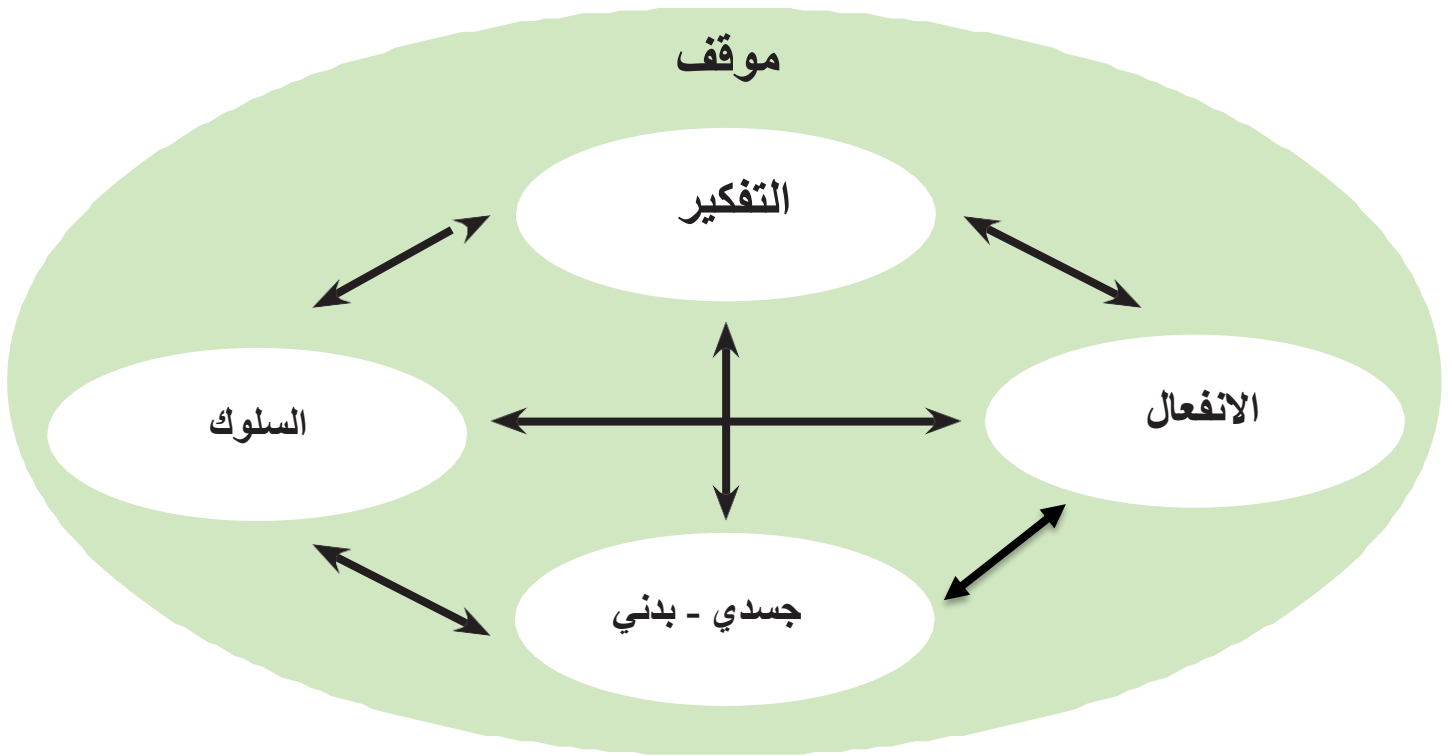 موقف
التفكير
الانفعال
السلوك
جسدي - بدني